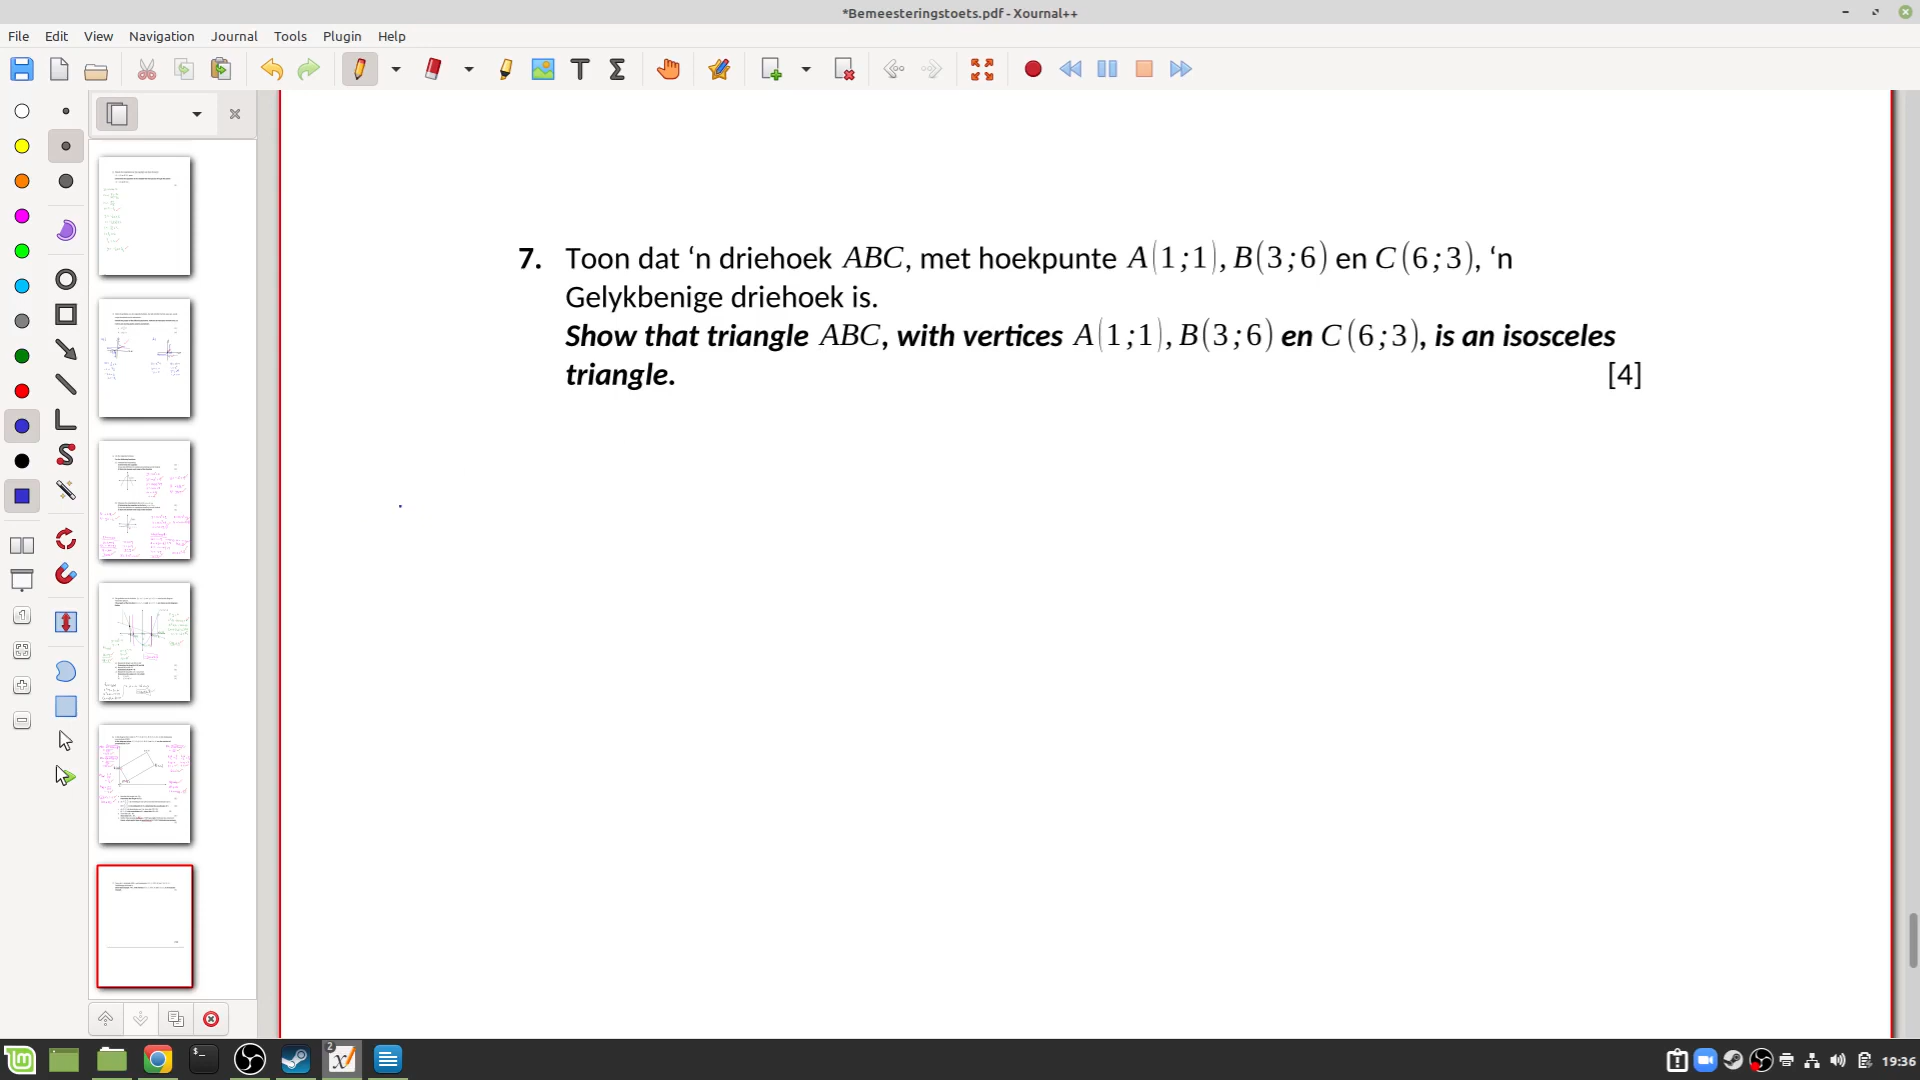 *Bemeesteringstoets.pdf - Xournal++
File Edit View Navigation Journal Tools Plugin Help
7. Toon dat ‘n driehoek ABC, met hoekpunte A(1;1), B(3;6) en C(6;3), ‘n
Gelykbenige driehoek is.
Show that triangle ABC, with vertices A(1;1), B(3;6) en C(6;3), is an isosceles
triangle. [4]
19:36